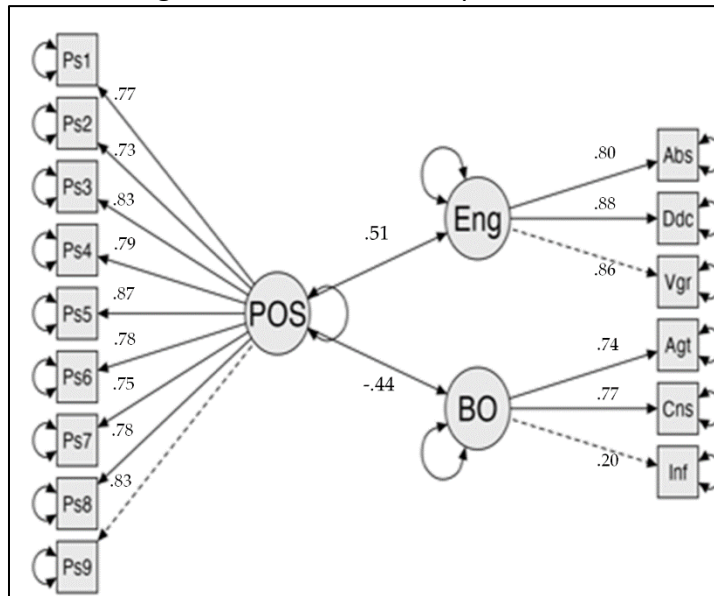 Ps1
.77
Ps2
.73
Ps3
.83
Ps4
.79
Ps5
.87
Ps6
.78
Ps7
.75
Ps8
.78
Ps9
.83
POS
.51
-.44
Eng
BO
.80
Abs
.88
Ddc
.86
Vgr
.74
Agt
.77
Cns
.20
Inf